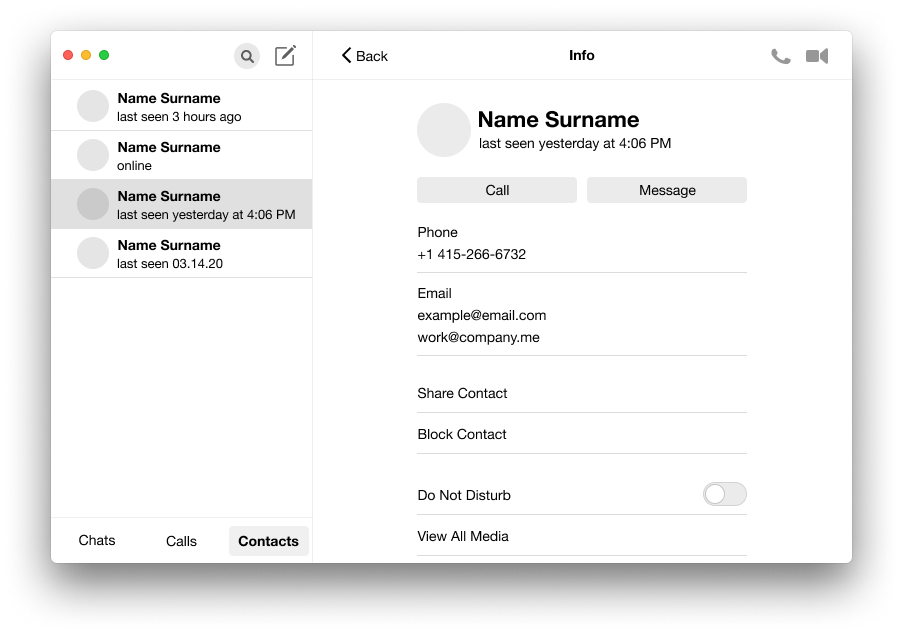 Back
Info
Name Surname
last seen 3 hours ago
Name Surname
online
Name Surname
last seen yesterday at 4:06 PM
Name Surname
last seen 03.14.20
Chats
Calls
Contacts
Name Surname
last seen yesterday at 4:06 PM
Call
Message
Phone
+1 415-266-6732
Email
example@email.com
work@company.me
Share Contact
Block Contact
Do Not Disturb
View All Media